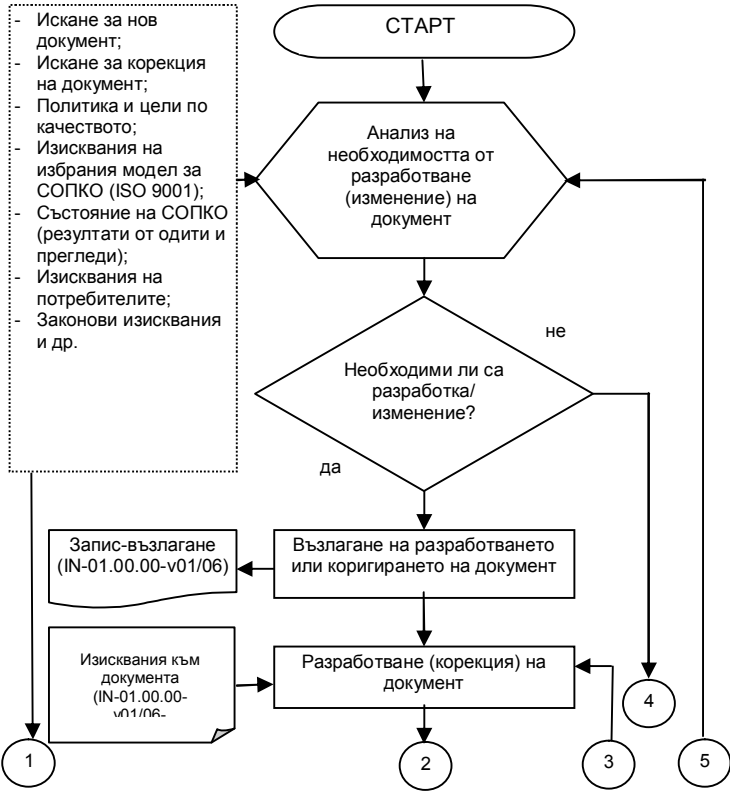 - Искане за нов
документ;
- Искане за корекция
на документ;
- Политика и цели по
качеството;
- Изисквания на
избрания модел за
СОПКО (ISO 9001);
- Състояние на СОПКО
(резултати от одити и
прегледи);
- Изисквания на
потребителите;
- Законови изисквания
и др.
СТАРТ
Анализ на
необходимостта от
разработване
(изменение) на
документ
не
Необходими ли са
разработка/
изменение?
да
Запис-възлагане
(IN-01.00.00-v01/06)
Възлагане на разработването
или коригирането на документ
Изисквания към
документа
(IN-01.00.00-
v01/06-
Разработване (корекция) на
документ
1
2
3
4
5